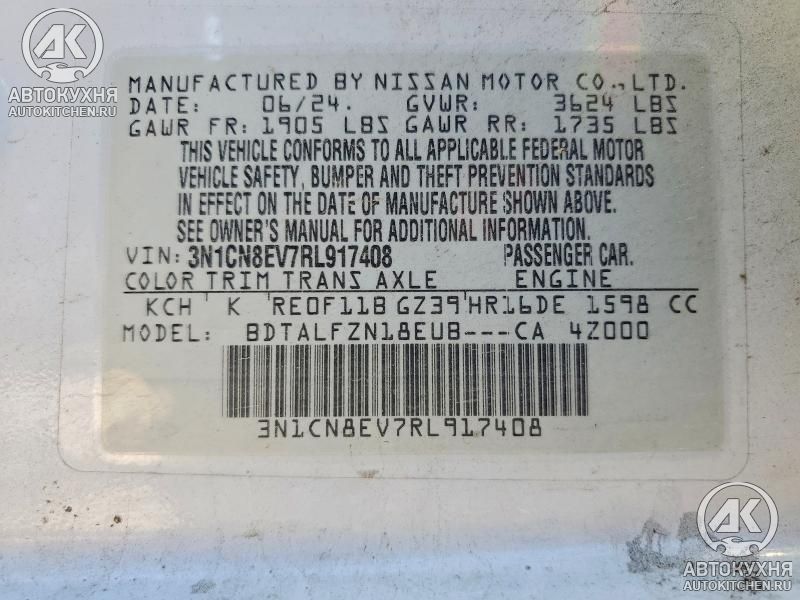 AK
АВТОКУХНЯ
AUTOKITCHEN.RU
MANUFACTURED BY NISSAN MOTOR CO.,LTD.
DATE: 06/24. GVWR: 3624 LBS
GAWR FR: 1905 LBS GAWR RR: 1735 LBS
THIS VEHICLE CONFORMS TO ALL APPLICABLE FEDERAL MOTOR
VEHICLE SAFETY, BUMPER AND THEFT PREVENTION STANDARDS
IN EFFECT ON THE DATE OF MANUFACTURE SHOWN ABOVE.
SEE OWNER'S MANUAL FOR ADDITIONAL INFORMATION.
VIN: 3N1CN8EV7RL917408 PASSENGER CAR.
COLOR TRIM TRANS AXLE ENGINE
KCH K RE0F11B GZ39 HR16DE 1598 CC
MODEL: BDTALFZN18EUB---CA 4Z000
3N1CN8EV7RL917408
AK
АВТОКУХНЯ
AUTOKITCHEN.RU